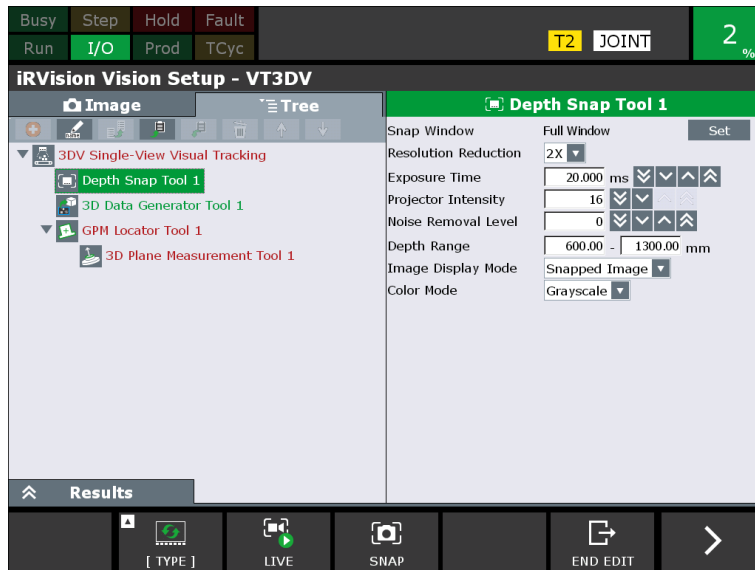 Busy Step Hold Fault
Run I/O Prod TCyc
T2 JOINT
2 %
iRVision Vision Setup - VT3DV
Image Tree
Depth Snap Tool 1
3DV Single-View Visual Tracking
Depth Snap Tool 1
3D Data Generator Tool 1
GPM Locator Tool 1
3D Plane Measurement Tool 1
Snap Window Full Window Set
Resolution Reduction 2X
Exposure Time 20.000 ms
Projector Intensity 16
Noise Removal Level 0
Depth Range 600.00 - 1300.00 mm
Image Display Mode Snapped Image
Color Mode Grayscale
Results
[ TYPE ] LIVE SNAP END EDIT